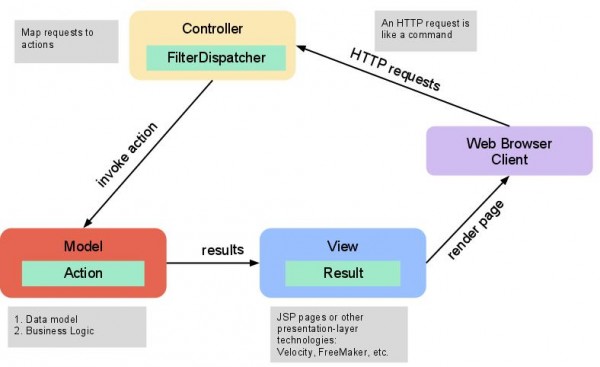 Controller
FilterDispatcher
Map requests to
actions
An HTTP request is
like a command
HTTP requests
Web Browser
Client
invoke action
Model
Action
results
View
Result
render page
1. Data model
2. Business Logic
JSP pages or other
presentation-layer
technologies:
Velocity, FreeMaker, etc.